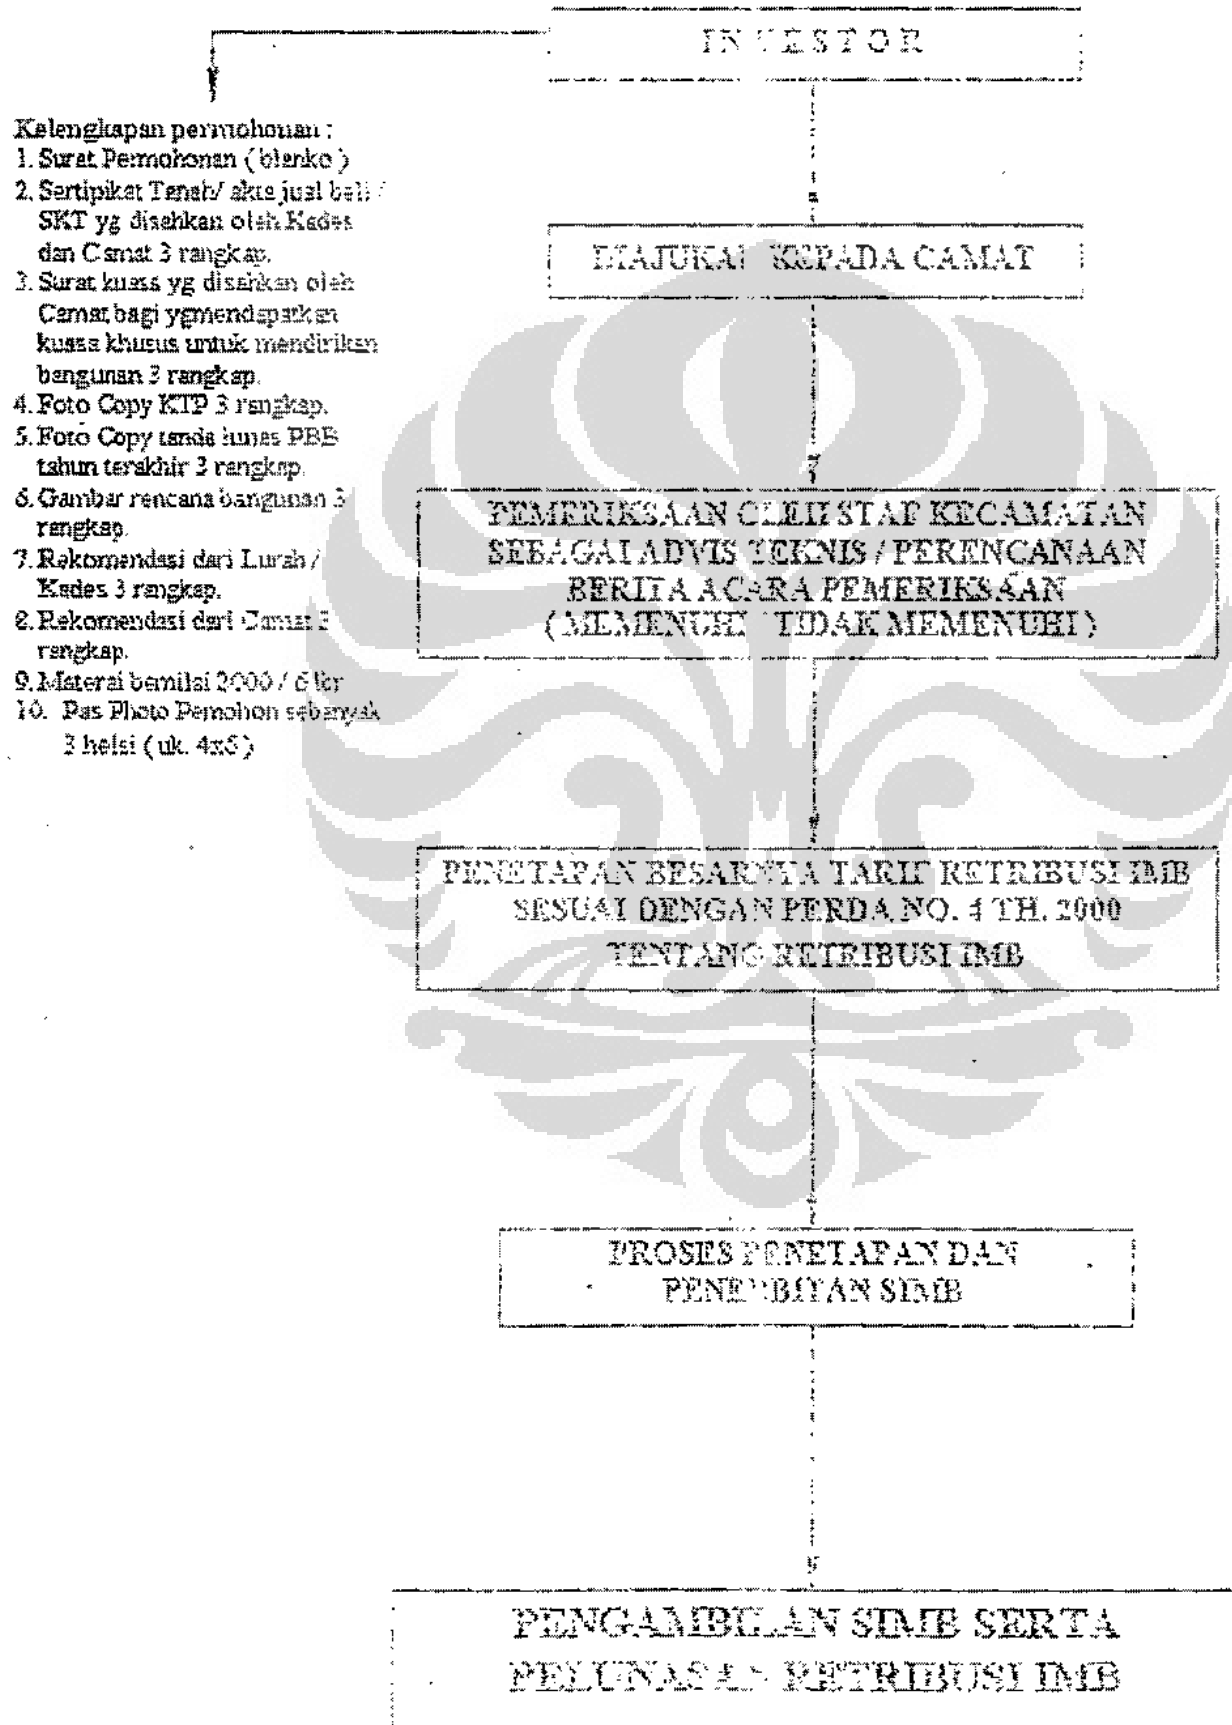 INVESTOR
Kelengkapan permohonan :
1. Surat Permohonan ( blanko )
2. Sertipikat Tanah/ akta jual beli /
SKT yg disahkan oleh Kades
dan Camat 3 rangkap.
3. Surat kuasa yg disahkan oleh
Camat bagi ygmendapatkan
kuasa khusus untuk mendirikan
bangunan 3 rangkap.
4. Foto Copy KTP 3 rangkap.
5. Foto Copy tanda lunas PBB
tahun terakhir 3 rangkap.
6. Gambar rencana bangunan 3
rangkap.
7. Rekomendasi dari Lurah /
Kades 3 rangkap.
8. Rekomendasi dari Camat 3
rangkap.
9. Materai bernilai 2000 / 6 lbr
10. Pas Photo Pemohon sebanyak
3 helai ( uk. 4x6 )
DIAJUKAN KEPADA CAMAT
PEMERIKSAAN OLEH STAF KECAMATAN
SEBAGAI ADVIS TEKNIS / PERENCANAAN
BERITA ACARA PEMERIKSAAN
( MEMENUHI / TIDAK MEMENUHI )
PENETAPAN BESARNYA TARIF RETRIBUSI IMB
SESUAI DENGAN PERDA NO. 4 TH. 2000
TENTANG RETRIBUSI IMB
PROSES PENETAPAN DAN
PENERBITAN SIMB
PENGAMBILAN SIMB SERTA
PELUNASAN RETRIBUSI IMB